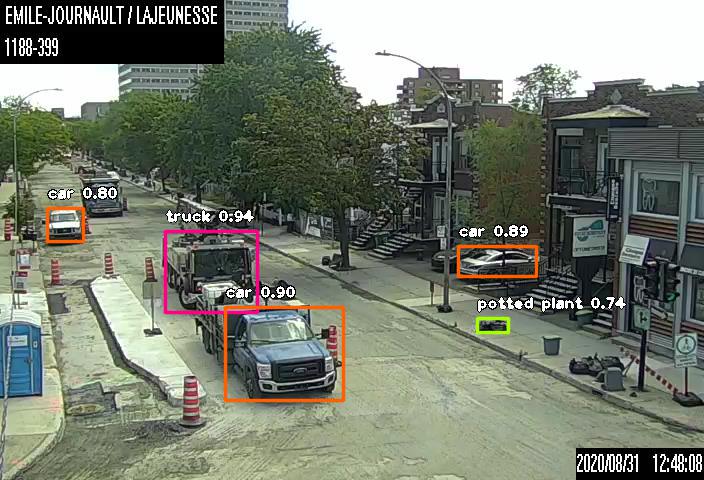 EMILE-JOURNAULT / LAJEUNESSE
1188-399
car 0.80
truck 0.94
car 0.89
car 0.90
potted plant 0.74
2020/08/31 12:48:08